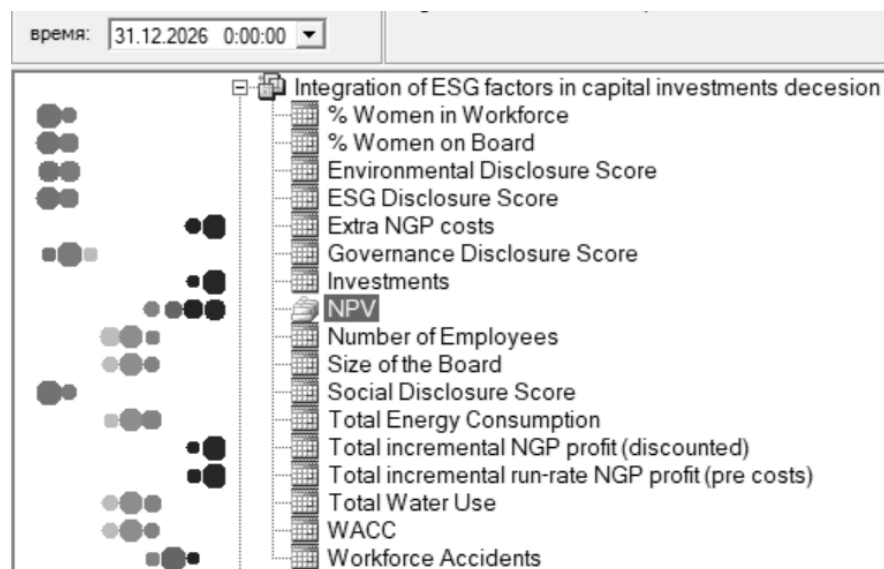 время: 31.12.2026 0:00:00
Integration of ESG factors in capital investments decesion
% Women in Workforce
% Women on Board
Environmental Disclosure Score
ESG Disclosure Score
Extra NGP costs
Governance Disclosure Score
Investments
NPV
Number of Employees
Size of the Board
Social Disclosure Score
Total Energy Consumption
Total incremental NGP profit (discounted)
Total incremental run-rate NGP profit (pre costs)
Total Water Use
WACC
Workforce Accidents